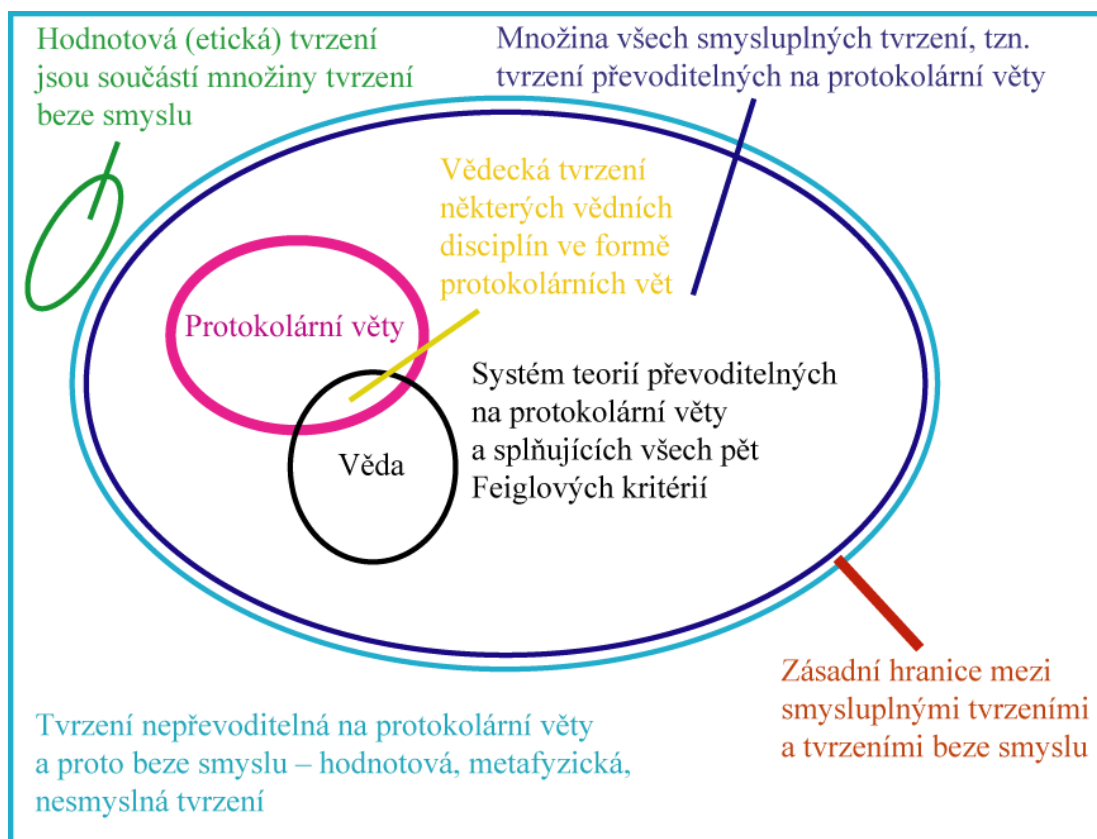 Hodnotová (etická) tvrzení
jsou součástí množiny tvrzení
beze smyslu
Množina všech smysluplných tvrzení, tzn.
tvrzení převoditelných na protokolární věty
Vědecká tvrzení
některých vědních
disciplín ve formě
protokolárních vět
Protokolární věty
Věda
Systém teorií převoditelných
na protokolární věty
a splňujících všech pět
Feiglových kritérií
Zásadní hranice mezi
smysluplnými tvrzeními
a tvrzeními beze smyslu
Tvrzení nepřevoditelná na protokolární věty
a proto beze smyslu – hodnotová, metafyzická,
nesmyslná tvrzení